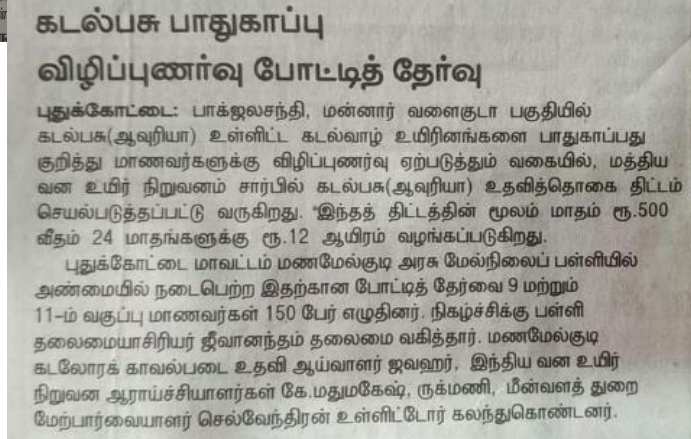 கடல்பசு பாதுகாப்பு
விழிப்புணர்வு போட்டித் தேர்வு
புதுக்கோட்டை: பாக்ஜலசந்தி, மன்னார் வளைகுடா பகுதியில்
கடல்பசு(ஆவுரியா) உள்ளிட்ட கடல்வாழ் உயிரினங்களை பாதுகாப்பது
குறித்து மாணவர்களுக்கு விழிப்புணர்வு ஏற்படுத்தும் வகையில், மத்திய
வன உயிர் நிறுவனம் சார்பில் கடல்பசு(ஆவுரியா) உதவித்தொகை திட்டம்
செயல்படுத்தப்பட்டு வருகிறது. இந்தத் திட்டத்தின் மூலம் மாதம் ரூ.500
வீதம் 24 மாதங்களுக்கு ரூ.12 ஆயிரம் வழங்கப்படுகிறது.
புதுக்கோட்டை மாவட்டம் மணமேல்குடி அரசு மேல்நிலைப் பள்ளியில்
அண்மையில் நடைபெற்ற இதற்கான போட்டித் தேர்வை 9 மற்றும்
11-ம் வகுப்பு மாணவர்கள் 150 பேர் எழுதினர். நிகழ்ச்சிக்கு பள்ளி
தலைமையாசிரியர் ஜீவானந்தம் தலைமை வகித்தார். மணமேல்குடி
கடலோரக் காவல்படை உதவி ஆய்வாளர் ஜவஹர், இந்திய வன உயிர்
நிறுவன ஆராய்ச்சியாளர்கள் கே.மதுமகேஷ், ருக்மணி, மீன்வளத் துறை
மேற்பார்வையாளர் செல்வேந்திரன் உள்ளிட்டோர் கலந்துகொண்டனர்.